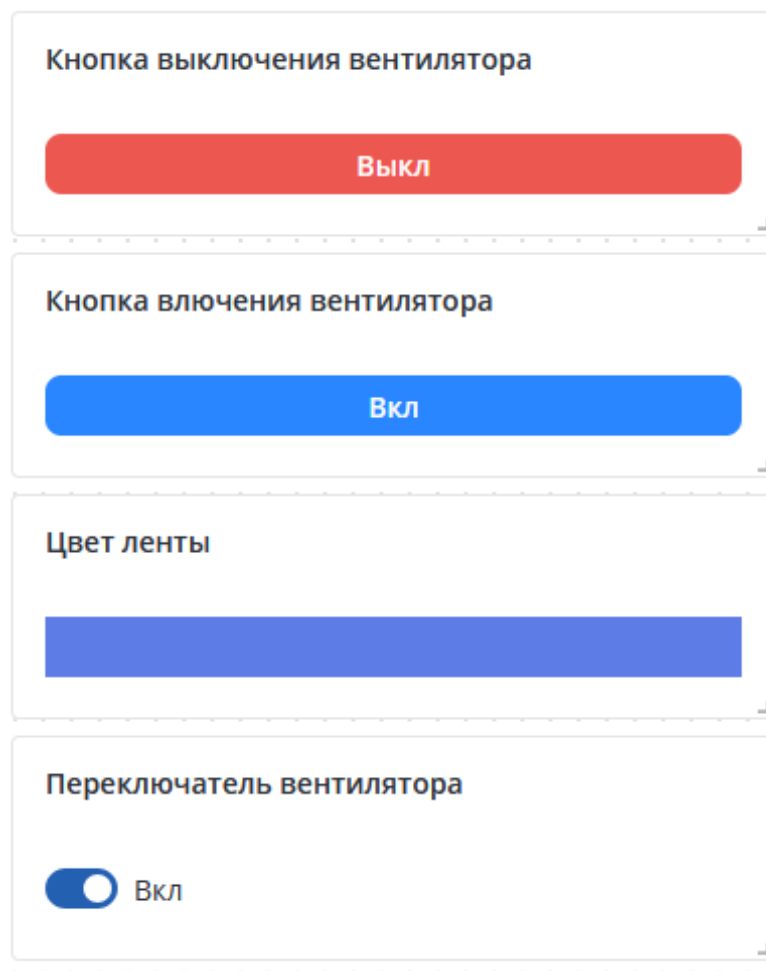 Кнопка выключения вентилятора
Выкл
Кнопка влючения вентилятора
Вкл
Цвет ленты
Переключатель вентилятора
Вкл